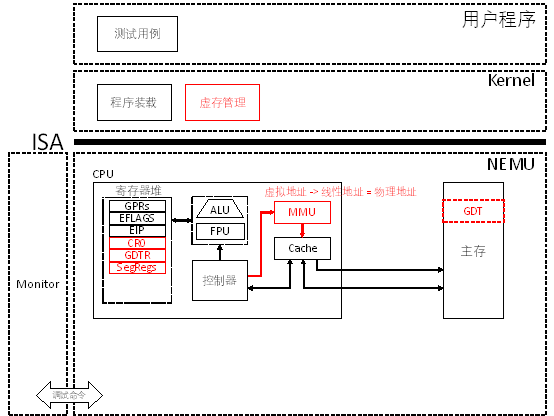 用户程序
测试用例
Kernel
程序装载
虚存管理
ISA
NEMU
CPU
寄存器堆
虚拟地址 -> 线性地址 = 物理地址
GPRs
EFLAGS
EIP
CR0
GDTR
SegRegs
ALU
FPU
MMU
Cache
控制器
GDT
主存
Monitor
调试命令